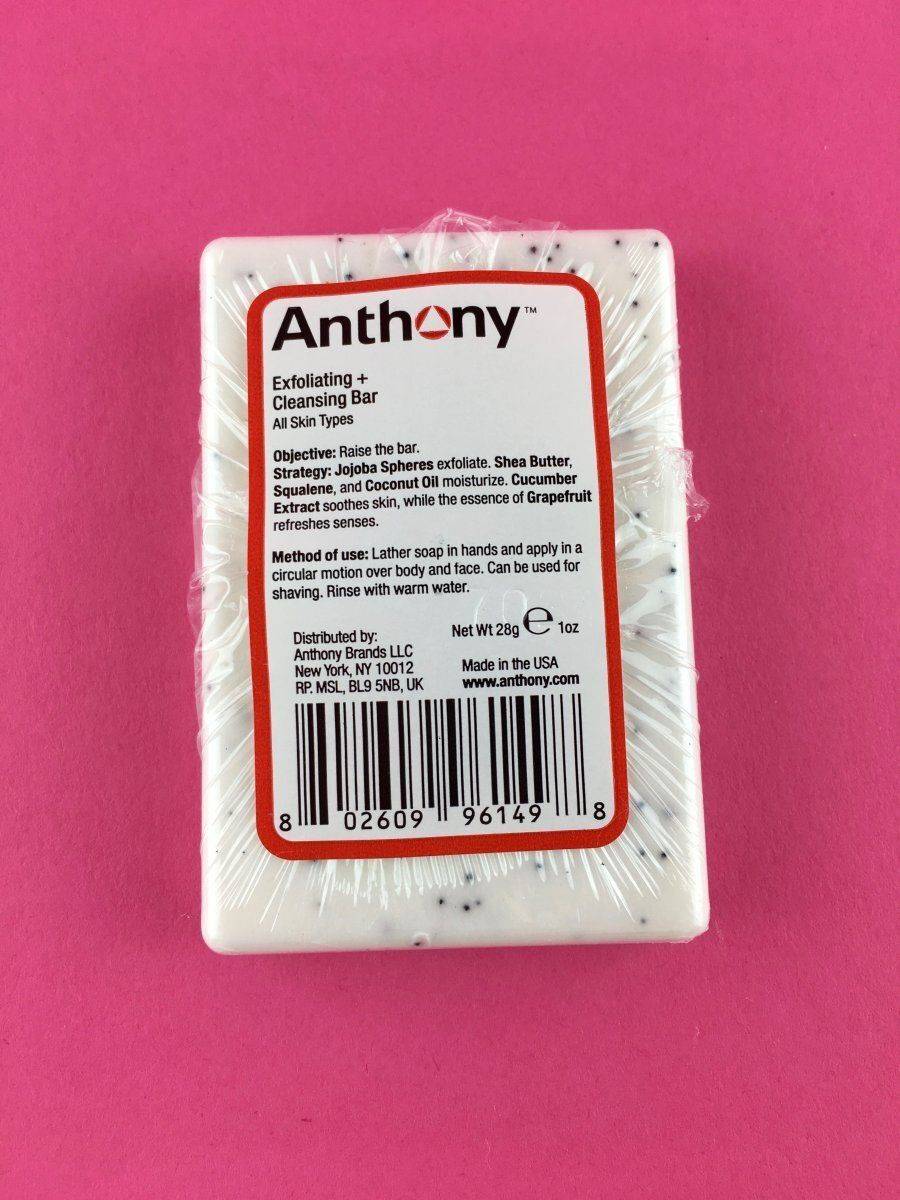 Anthony™
Exfoliating +
Cleansing Bar
All Skin Types
Objective: Raise the bar.
Strategy: Jojoba Spheres exfoliate. Shea Butter,
Squalene, and Coconut Oil moisturize. Cucumber
Extract soothes skin, while the essence of Grapefruit
refreshes senses.
Method of use: Lather soap in hands and apply in a
circular motion over body and face. Can be used for
shaving. Rinse with warm water.
Distributed by:
Anthony Brands LLC
New York, NY 10012
RP. MSL, BL9 5NB, UK
Net Wt 28g ℮ 1oz
Made in the USA
www.anthony.com
8 02609 96149 8